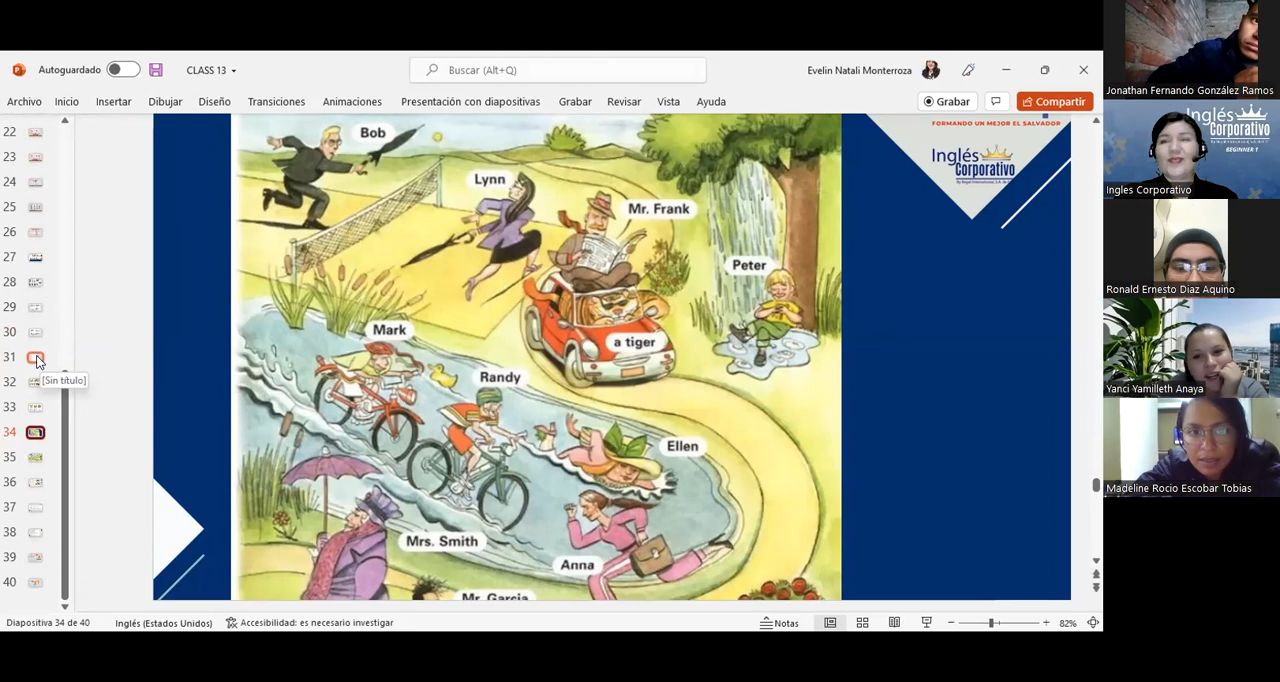 Autoguardado
CLASS 13
Buscar (Alt+Q)
Evelin Natali Monterroza
Archivo Inicio Insertar Dibujar Diseño Transiciones Animaciones Presentación con diapositivas Grabar Revisar Vista Ayuda
Grabar
Compartir
22
23
24
25
26
27
28
29
30
31
[Sin título]
32
33
34
35
36
37
38
39
40
FORMANDO UN MEJOR EL SALVADOR
Inglés
Corporativo
Bob
Lynn
Mr. Frank
Peter
a tiger
Mark
Randy
Ellen
Mrs. Smith
Anna
Mr. Garcia
Diapositiva 34 de 40
Inglés (Estados Unidos)
Accesibilidad: es necesario investigar
Notas
82%
Jonathan Fernando González Ramos
Inglés
Corporativo
BEGINNER 1
Ingles Corporativo
Ronald Ernesto Diaz Aquino
Yanci Yamilleth Anaya
Madeline Rocio Escobar Tobias